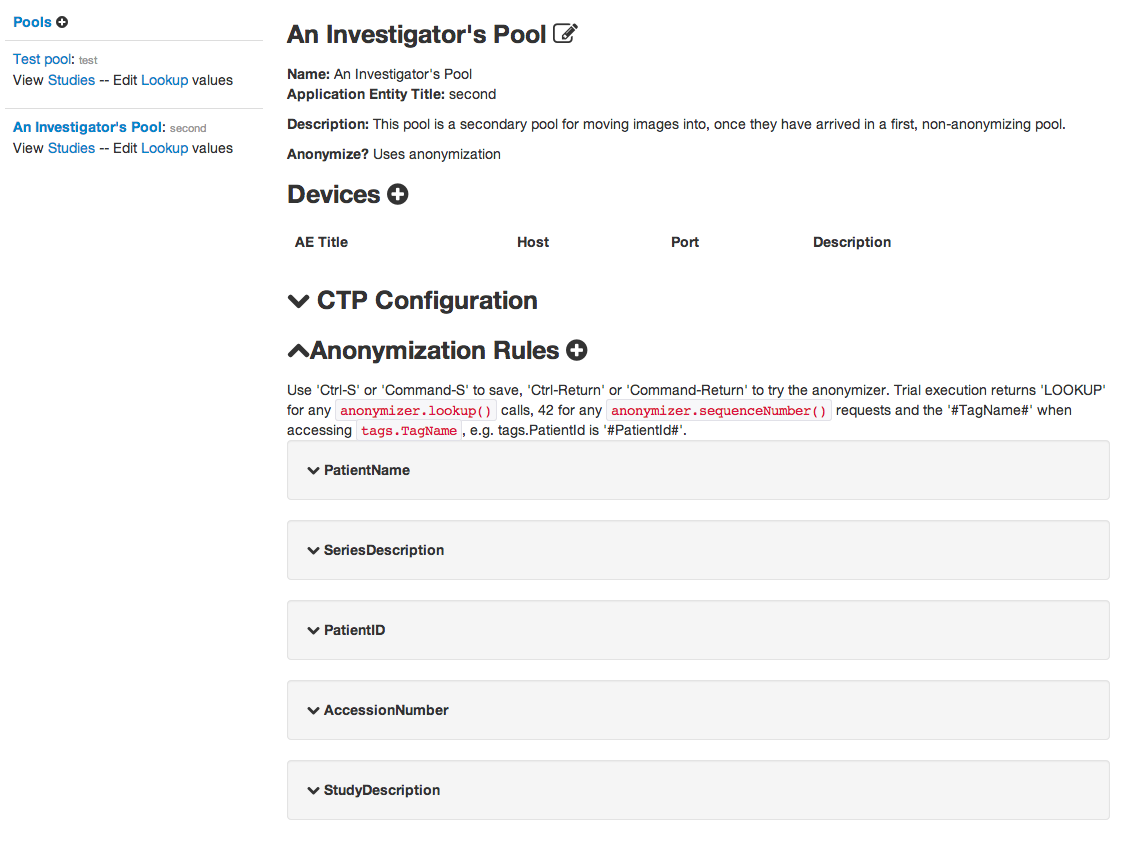 Pools
Test pool: test
View Studies -- Edit Lookup values
An Investigator's Pool: second
View Studies -- Edit Lookup values
An Investigator's Pool
Name: An Investigator's Pool
Application Entity Title: second
Description: This pool is a secondary pool for moving images into, once they have arrived in a first, non-anonymizing pool.
Anonymize? Uses anonymization
Devices
AE Title Host Port Description
CTP Configuration
Anonymization Rules
Use 'Ctrl-S' or 'Command-S' to save, 'Ctrl-Return' or 'Command-Return' to try the anonymizer. Trial execution returns 'LOOKUP'
for any anonymizer.lookup() calls, 42 for any anonymizer.sequenceNumber() requests and the '#TagName#' when
accessing tags.TagName, e.g. tags.PatientId is '#PatientId#'.
PatientName
SeriesDescription
PatientID
AccessionNumber
StudyDescription